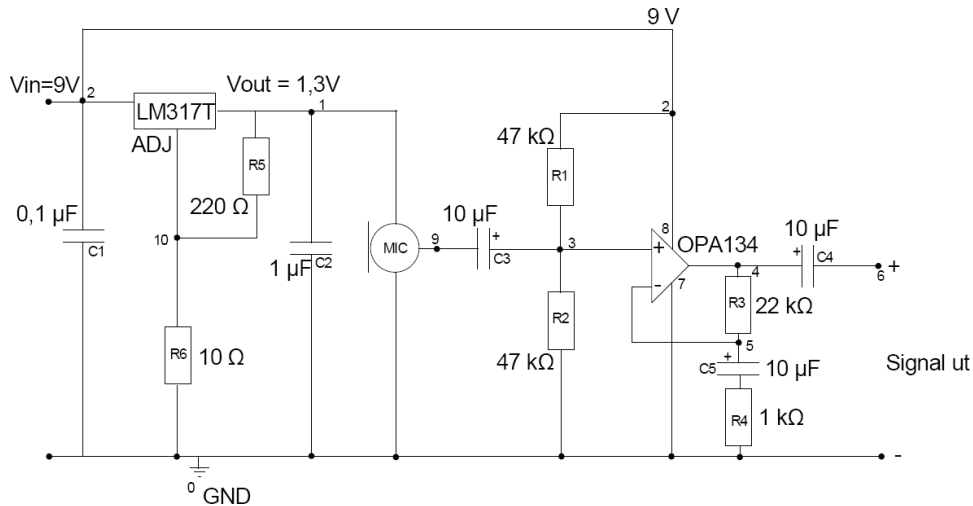 9 V
Vin=9V
2
LM317T
Vout = 1,3V
1
2
ADJ
R5
47 kΩ
R1
220 Ω
0,1 µF
C1
10
1 µF
C2
MIC
9
10 µF
+
C3
3
8
OPA134
+
-
7
10 µF
+
C4
4
6
+
R3
22 kΩ
R2
47 kΩ
5
R6
10 Ω
+
C5
10 µF
Signal ut
R4
1 kΩ
-
0
GND